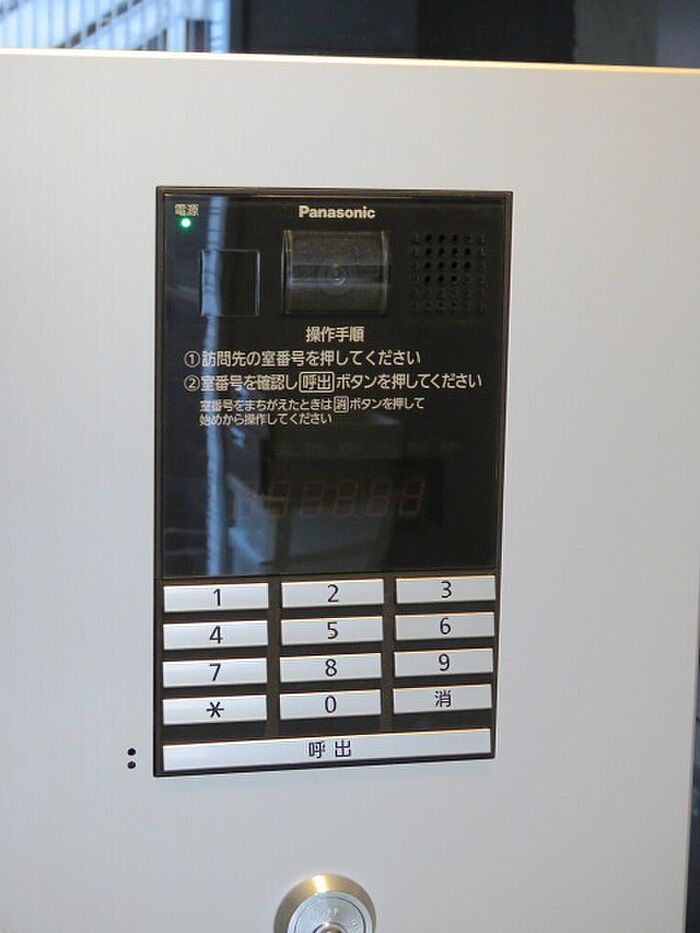 電源
Panasonic
操作手順
①訪問先の室番号を押してください
②室番号を確認し 呼出 ボタンを押してください
室番号をまちがえたときは 消 ボタンを押して
始めから操作してください
1 2 3
4 5 6
7 8 9
* 0 消
呼出